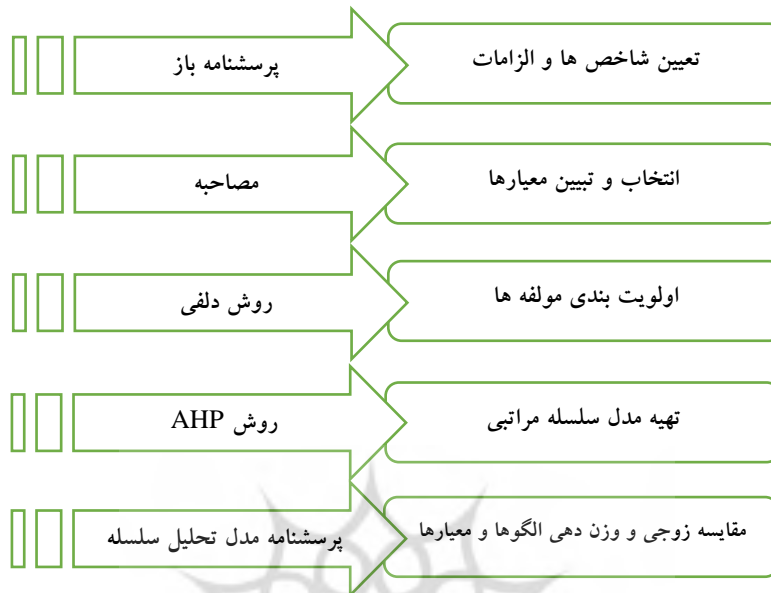 تعیین شاخص ها و الزامات
پرسشنامه باز
انتخاب و تبیین معیارها
مصاحبه
اولویت بندی مولفه ها
روش دلفی
تهیه مدل سلسله مراتبی
روش AHP
مقایسه زوجی و وزن دهی الگوها و معیارها
پرسشنامه مدل تحلیل سلسله